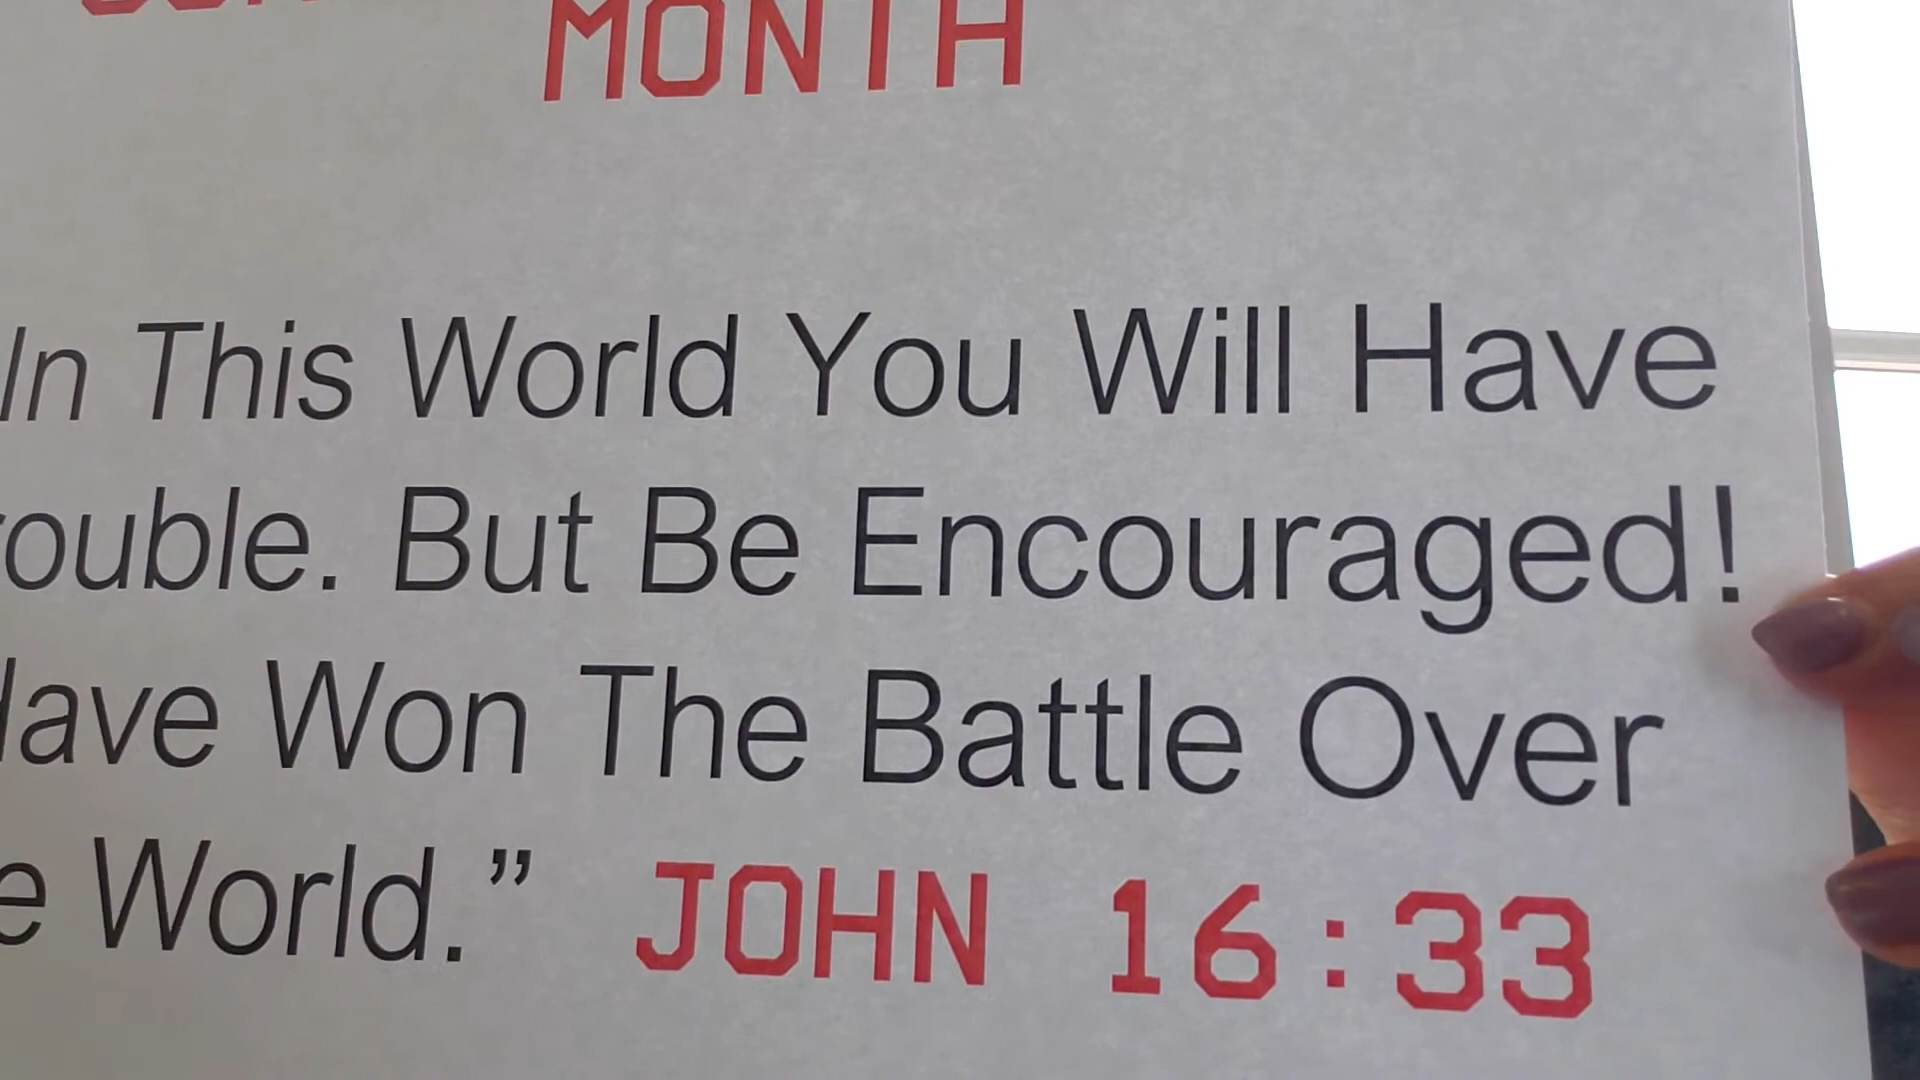 MONTH
In This World You Will Have
rouble. But Be Encouraged!
Have Won The Battle Over
e World.” JOHN 16:33